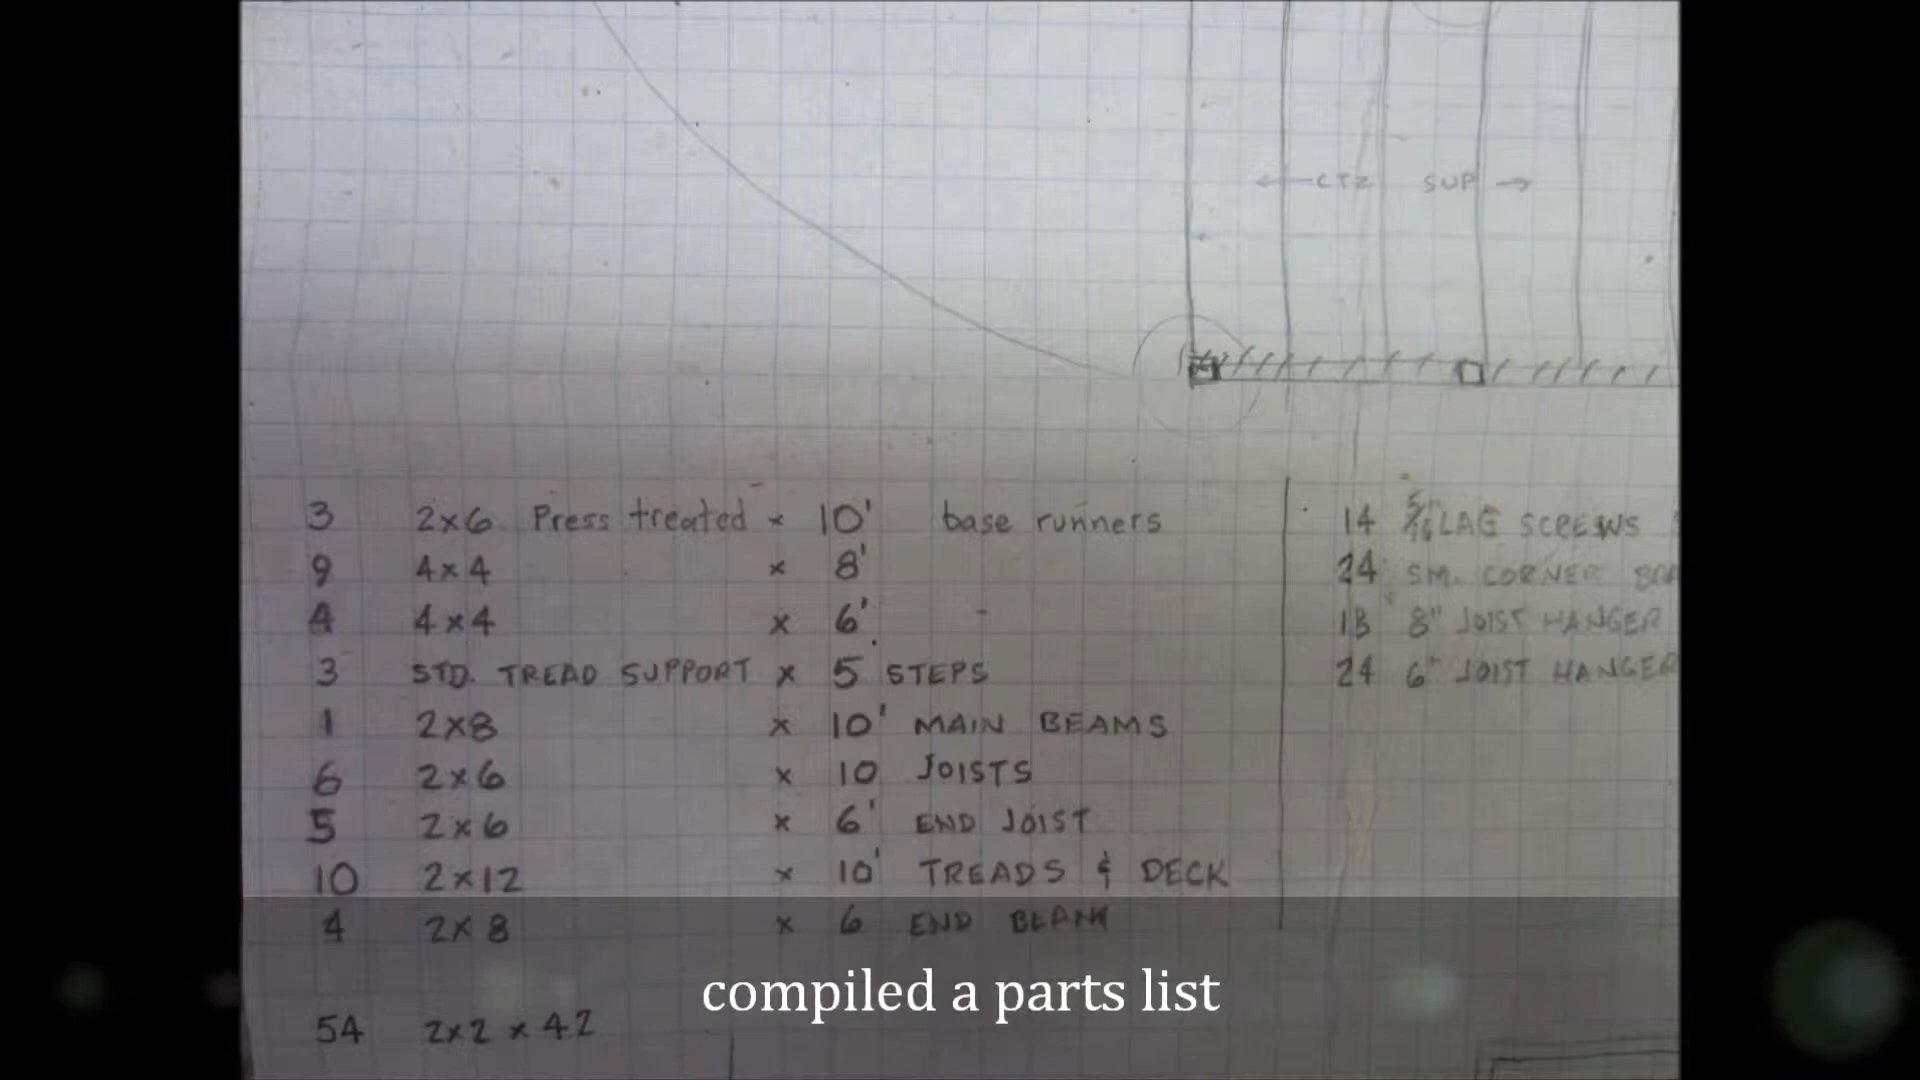 CTR SUP
3 2x6 Press treated x 10' base runners
9 4x4 x 8'
4 4x4 x 6'
3 STD. TREAD SUPPORT x 5 STEPS
1 2x8 x 10' MAIN BEAMS
6 2x6 x 10 JOISTS
5 2x6 x 6' END JOIST
10 2x12 x 10' TREADS & DECK
4 2x8 x 6 END BEAM
54 2x2 x 42
14 5/16" LAG SCREWS
24 SM. CORNER
8" JOIST HANGER
24 6" JOIST HANGER
compiled a parts list